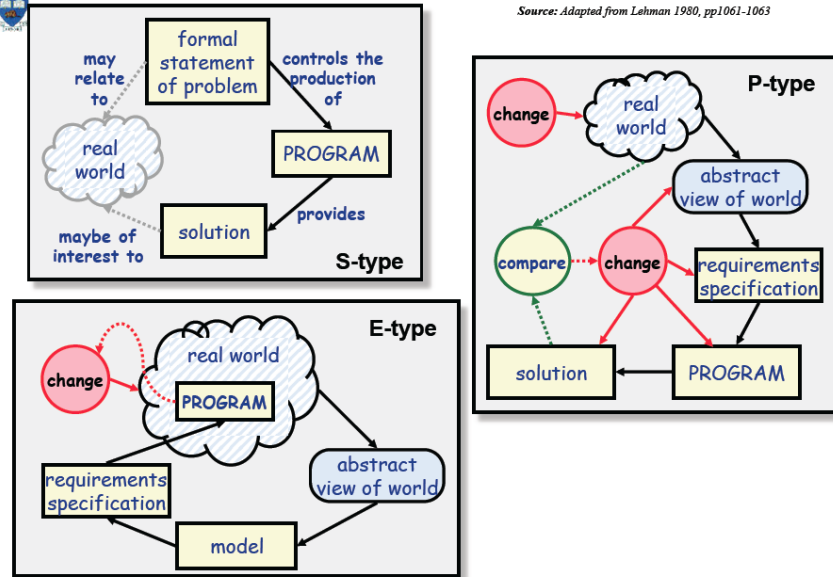 Source: Adapted from Lehman 1980, pp1061-1063
formal
statement
of problem
may
relate
to
controls the
production
of
real
world
PROGRAM
solution
provides
maybe of
interest to
S-type
P-type
change
real
world
abstract
view of world
compare
change
requirements
specification
solution
PROGRAM
E-type
real world
change
PROGRAM
requirements
specification
abstract
view of world
model